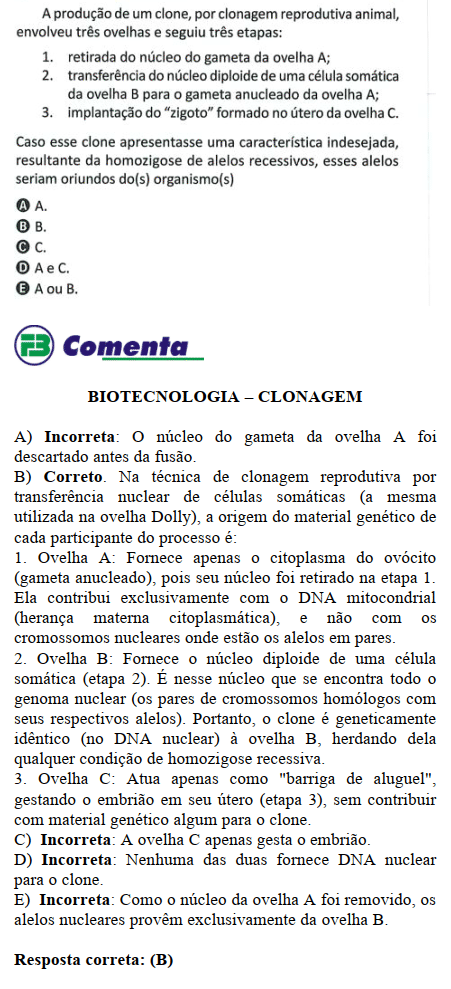 A produção de um clone, por clonagem reprodutiva animal,
envolveu três ovelhas e seguiu três etapas:
1. retirada do núcleo do gameta da ovelha A;
2. transferência do núcleo diploide de uma célula somática
da ovelha B para o gameta anucleado da ovelha A;
3. implantação do “zigoto” formado no útero da ovelha C.
Caso esse clone apresentasse uma característica indesejada,
resultante da homozigose de alelos recessivos, esses alelos
seriam oriundos do(s) organismo(s)
A A.
B B.
C C.
D A e C.
E A ou B.
FB Comenta
BIOTECNOLOGIA – CLONAGEM
A) Incorreta: O núcleo do gameta da ovelha A foi
descartado antes da fusão.
B) Correto. Na técnica de clonagem reprodutiva por
transferência nuclear de células somáticas (a mesma
utilizada na ovelha Dolly), a origem do material genético de
cada participante do processo é:
1. Ovelha A: Fornece apenas o citoplasma do ovócito
(gameta anucleado), pois seu núcleo foi retirado na etapa 1.
Ela contribui exclusivamente com o DNA mitocondrial
(herança materna citoplasmática), e não com os
cromossomos nucleares onde estão os alelos em pares.
2. Ovelha B: Fornece o núcleo diploide de uma célula
somática (etapa 2). É nesse núcleo que se encontra todo o
genoma nuclear (os pares de cromossomos homólogos com
seus respectivos alelos). Portanto, o clone é geneticamente
idêntico (no DNA nuclear) à ovelha B, herdando dela
qualquer condição de homozigose recessiva.
3. Ovelha C: Atua apenas como "barriga de aluguel",
gestando o embrião em seu útero (etapa 3), sem contribuir
com material genético algum para o clone.
C) Incorreta: A ovelha C apenas gesta o embrião.
D) Incorreta: Nenhuma das duas fornece DNA nuclear
para o clone.
E) Incorreta: Como o núcleo da ovelha A foi removido, os
alelos nucleares provêm exclusivamente da ovelha B.
Resposta correta: (B)